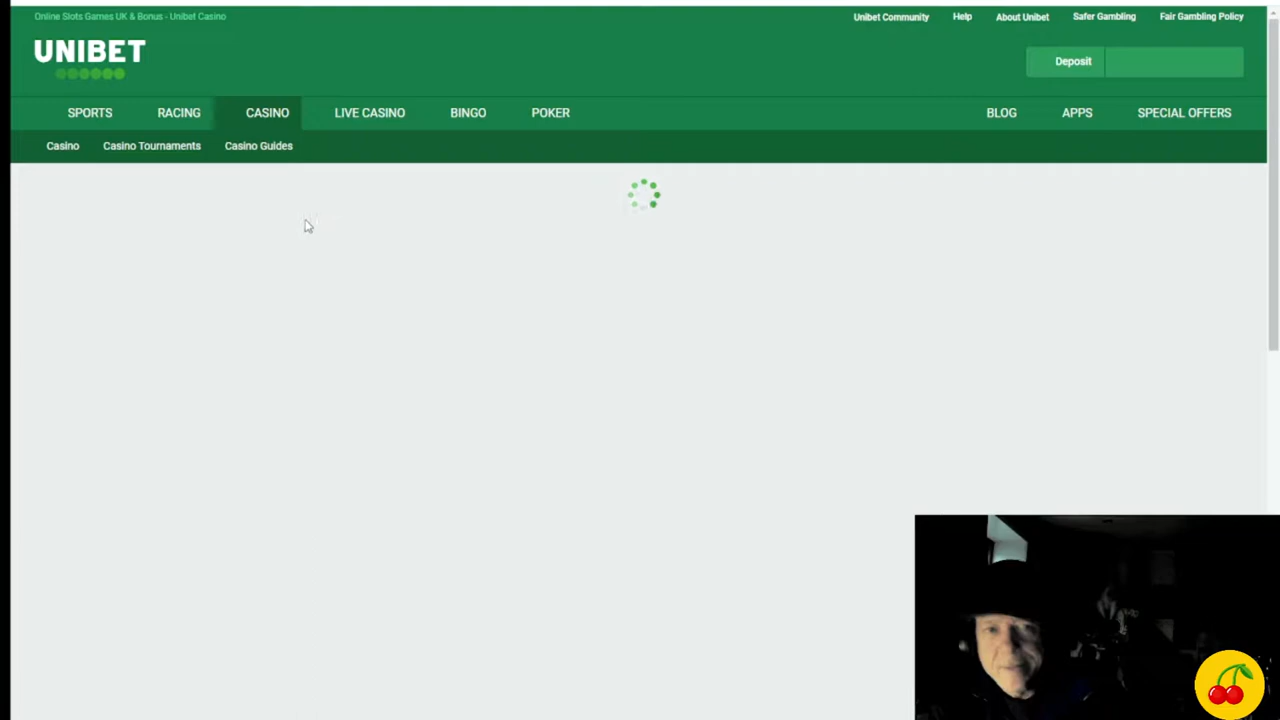 Online Slots Games UK & Bonus - Unibet Casino
Unibet Community Help About Unibet Safer Gambling Fair Gambling Policy
UNIBET
Deposit
SPORTS RACING CASINO LIVE CASINO BINGO POKER BLOG APPS SPECIAL OFFERS
Casino Casino Tournaments Casino Guides